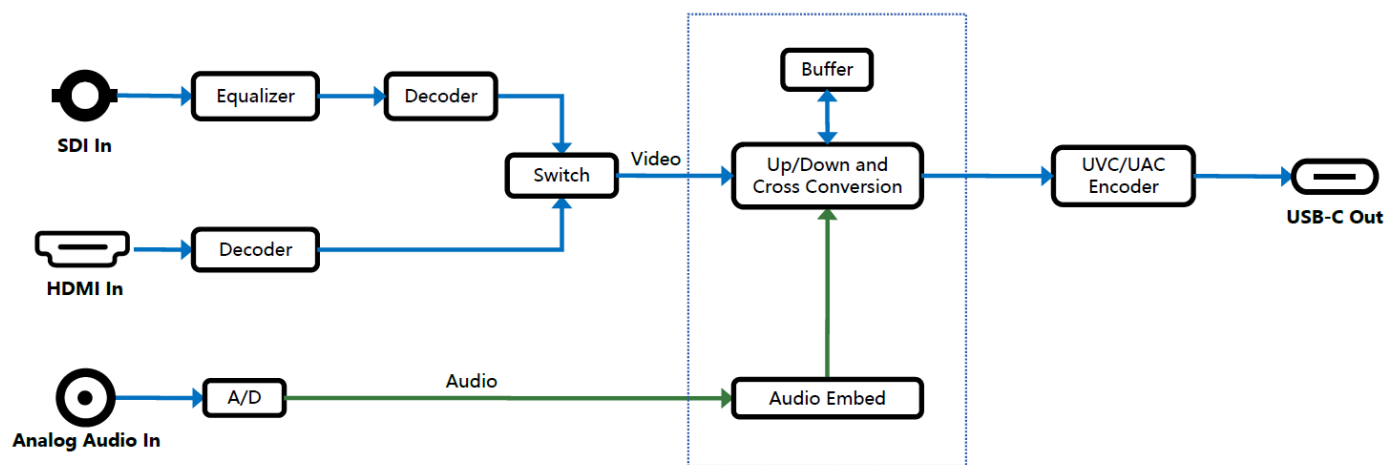 Buffer
Equalizer
Decoder
SDI In
Video
Switch
Up/Down and
Cross Conversion
UVC/UAC
Encoder
USB-C Out
Decoder
HDMI In
Audio
A/D
Audio Embed
Analog Audio In